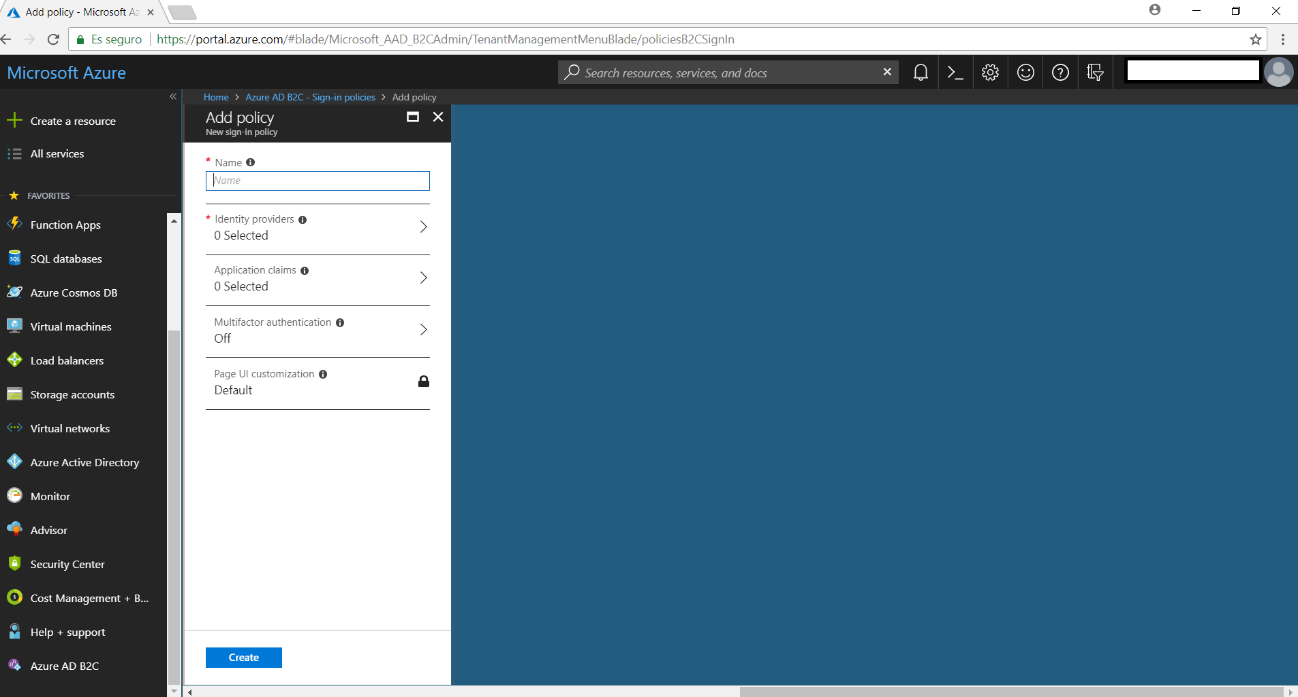 Add policy - Microsoft Az
Es seguro https://portal.azure.com/#blade/Microsoft_AAD_B2CAdmin/TenantManagementMenuBlade/policiesB2CSignIn
Microsoft Azure
Search resources, services, and docs
Home > Azure AD B2C - Sign-in policies > Add policy
Create a resource
All services
FAVORITES
Function Apps
SQL databases
Azure Cosmos DB
Virtual machines
Load balancers
Storage accounts
Virtual networks
Azure Active Directory
Monitor
Advisor
Security Center
Cost Management + B...
Help + support
Azure AD B2C
Add policy
New sign-in policy
* Name
Name
* Identity providers
0 Selected
Application claims
0 Selected
Multifactor authentication
Off
Page UI customization
Default
Create